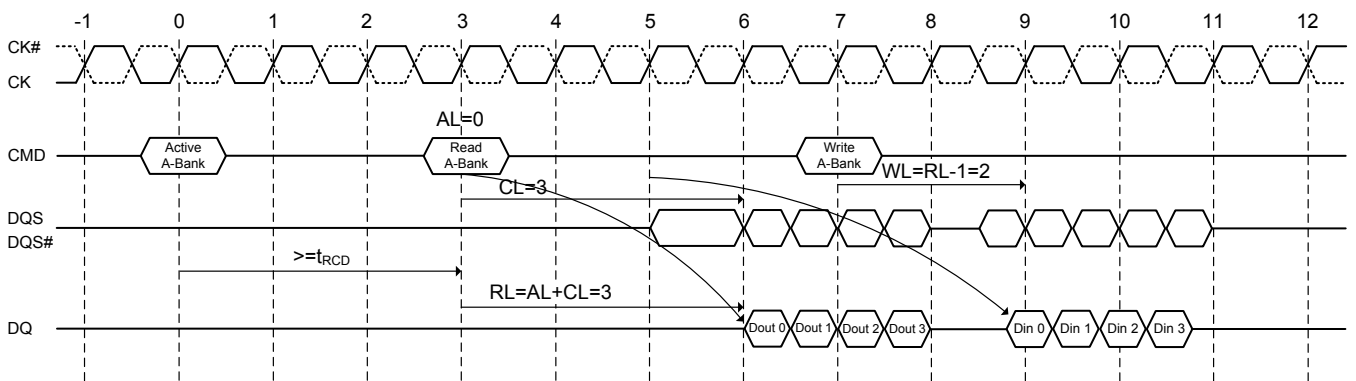 -1 0 1 2 3 4 5 6 7 8 9 10 11 12
CK#
CK
AL=0
CMD
Active
A-Bank
Read
A-Bank
Write
A-Bank
WL=RL-1=2
CL=3
DQS
DQS#
>=tRCD
RL=AL+CL=3
DQ
Dout 0 Dout 1 Dout 2 Dout 3 Din 0 Din 1 Din 2 Din 3